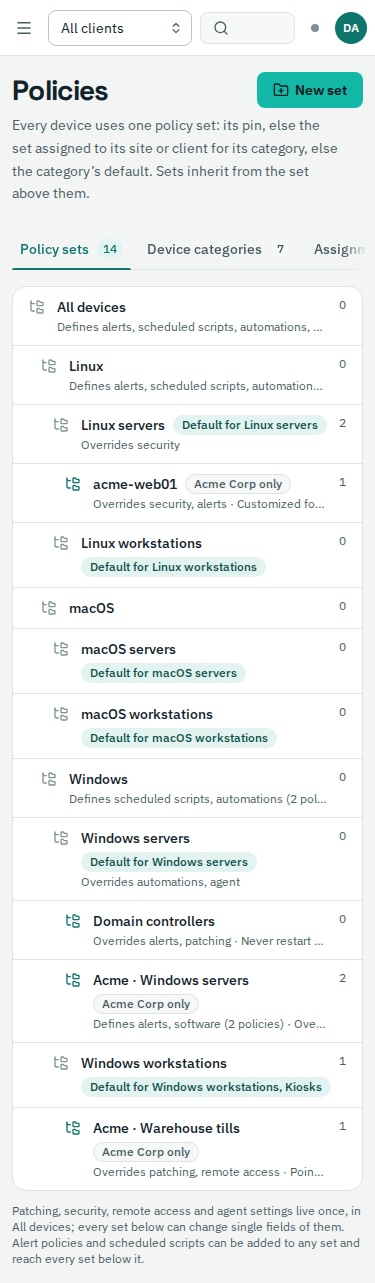 All clients
DA
Policies
New set
Every device uses one policy set: its pin, else the
set assigned to its site or client for its category, else
the category’s default. Sets inherit from the set
above them.
Policy sets 14 Device categories 7 Assignm
All devices 0
Defines alerts, scheduled scripts, automations, ...
Linux 0
Defines alerts, scheduled scripts, automation...
Linux servers Default for Linux servers 2
Overrides security
acme-web01 Acme Corp only 1
Overrides security, alerts · Customized fo...
Linux workstations 0
Default for Linux workstations
macOS 0
macOS servers 0
Default for macOS servers
macOS workstations 0
Default for macOS workstations
Windows 0
Defines scheduled scripts, automations (2 pol...
Windows servers 0
Default for Windows servers
Overrides automations, agent
Domain controllers 0
Overrides alerts, patching · Never restart ...
Acme · Windows servers 2
Acme Corp only
Defines alerts, software (2 policies) · Ove...
Windows workstations 1
Default for Windows workstations, Kiosks
Acme · Warehouse tills 1
Acme Corp only
Overrides patching, remote access · Poin...
Patching, security, remote access and agent settings live once, in
All devices; every set below can change single fields of them.
Alert policies and scheduled scripts can be added to any set and
reach every set below it.